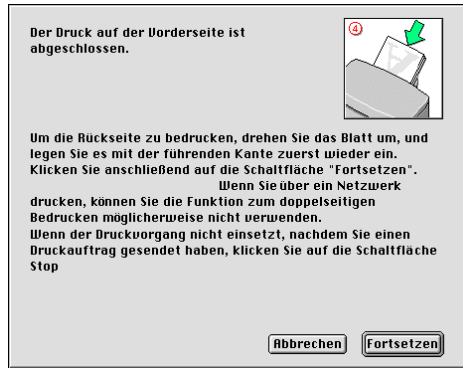 Der Druck auf der Vorderseite ist
abgeschlossen.
4
Um die Rückseite zu bedrucken, drehen Sie das Blatt um, und
legen Sie es mit der führenden Kante zuerst wieder ein.
Klicken Sie anschließend auf die Schaltfläche "Fortsetzen".
Wenn Sie über ein Netzwerk
drucken, können Sie die Funktion zum doppelseitigen
Bedrucken möglicherweise nicht verwenden.
Wenn der Druckvorgang nicht einsetzt, nachdem Sie einen
Druckauftrag gesendet haben, klicken Sie auf die Schaltfläche
Stop
Abbrechen Fortsetzen